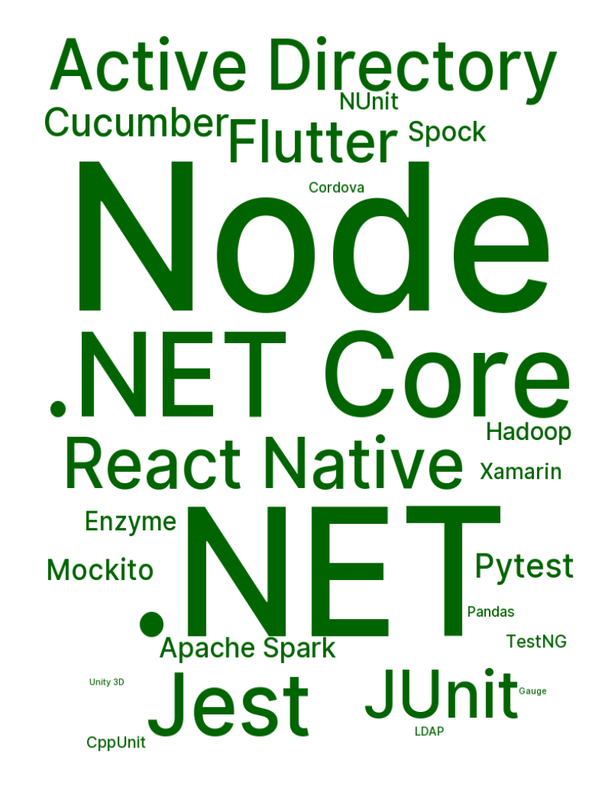 Active Directory
NUnit
Cucumber
Flutter
Spock
Cordova
Node
.NET Core
Hadoop
React Native
Xamarin
Enzyme
.NET
Mockito
Pytest
Pandas
Apache Spark
TestNG
Unity 3D
Jest
JUnit
Gauge
LDAP
CppUnit